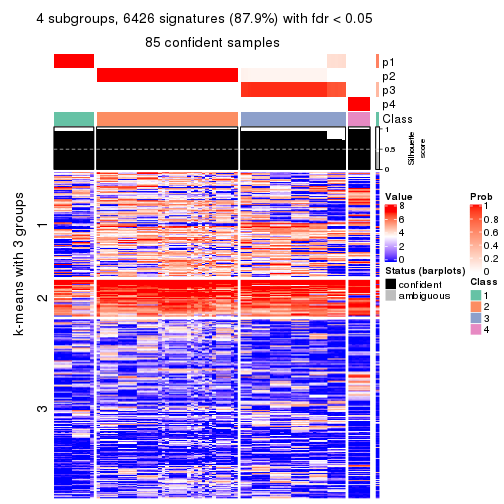 4 subgroups, 6426 signatures (87.9%) with fdr < 0.05
85 confident samples
p1
p2
p3
p4
Class
1
0.5
0
Silhouette
score
k-means with 3 groups
1
2
3
Value
8
6
4
2
0
Status (barplots)
confident
ambiguous
Prob
1
0.8
0.6
0.4
0.2
0
Class
1
2
3
4